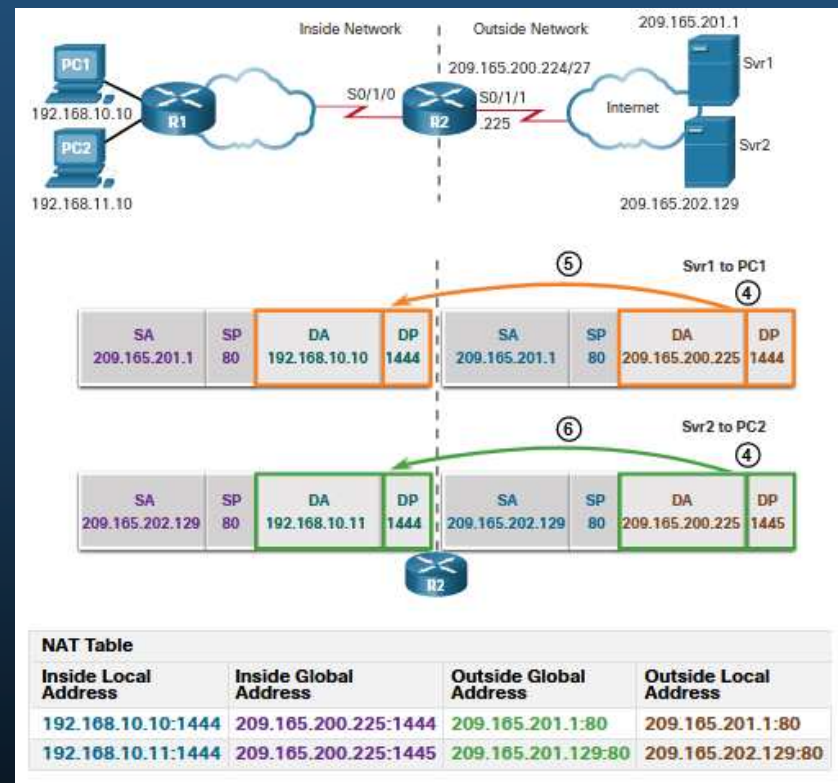 Inside Network
Outside Network
209.165.201.1
PC1
192.168.10.10
R1
S0/1/0
R2
209.165.200.224/27
S0/1/1
.225
Internet
Svr1
PC2
192.168.11.10
Svr2
209.165.202.129
⑤
Svr1 to PC1
④
SA SP DA DP SA SP DA DP
209.165.201.1 80 192.168.10.10 1444 209.165.201.1 80 209.165.200.225 1444
⑥
Svr2 to PC2
④
SA SP DA DP SA SP DA DP
209.165.202.129 80 192.168.10.11 1444 209.165.202.129 80 209.165.200.225 1445
R2
NAT Table
Inside Local Address
Inside Global Address
Outside Global Address
Outside Local Address
192.168.10.10:1444 209.165.200.225:1444 209.165.201.1:80 209.165.201.1:80
192.168.10.11:1444 209.165.200.225:1445 209.165.201.129:80 209.165.202.129:80